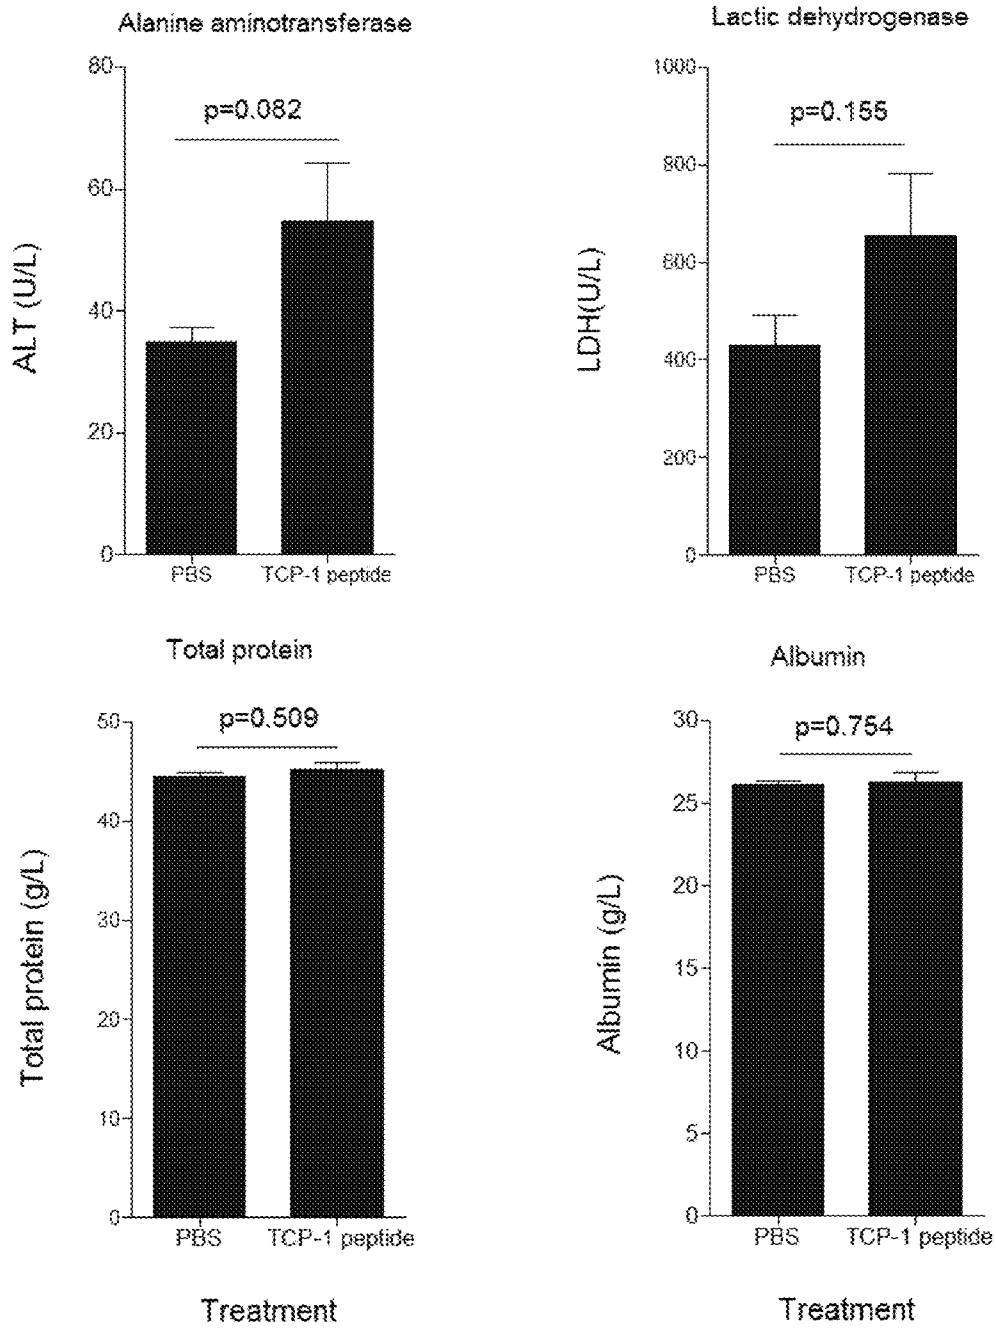 Alanine aminotransferase
80
60
40
20
0
ALT (U/L)
p=0.082
PBS
TCP-1 peptide
Lactic dehydrogenase
1000
800
600
400
200
0
LDH(U/L)
p=0.155
PBS
TCP-1 peptide
Total protein
50
40
30
20
10
0
Total protein (g/L)
p=0.509
PBS
TCP-1 peptide
Treatment
Albumin
30
25
20
15
10
5
0
Albumin (g/L)
p=0.754
PBS
TCP-1 peptide
Treatment